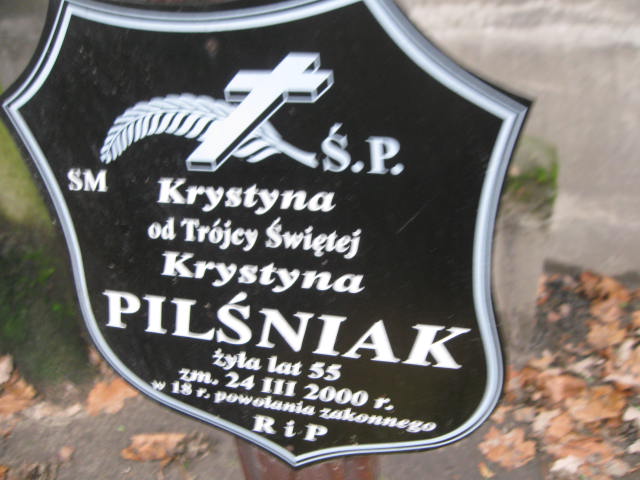 Ś.P.
SM Krystyna
od Trójcy Świętej
Krystyna
PILŚNIAK
żyła lat 55
zm. 24 III 2000 r.
w 18 r. powołania zakonnego
R i P